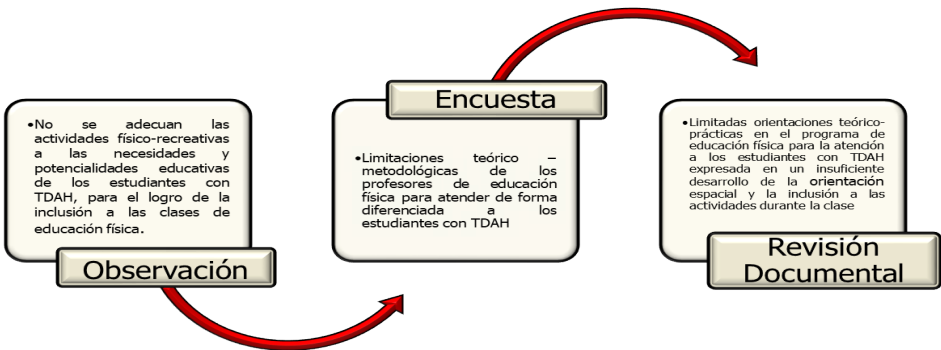 •No se adecuan las
actividades físico-recreativas
a las necesidades y
potencialidades educativas
de los estudiantes con
TDAH, para el logro de la
inclusión a las clases de
educación física.
Observación
Encuesta
•Limitaciones teórico –
metodológicas de los
profesores de educación
física para atender de forma
diferenciada a los
estudiantes con TDAH
•Limitadas orientaciones teórico-
prácticas en el programa de
educación física para la atención
a los estudiantes con TDAH
expresada en un insuficiente
desarrollo de la orientación
espacial y la inclusión a las
actividades durante la clase
Revisión
Documental